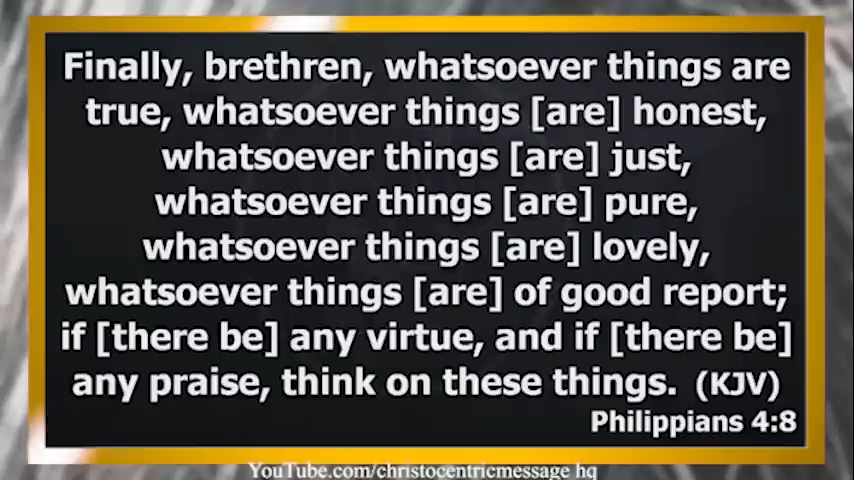 Finally, brethren, whatsoever things are
true, whatsoever things [are] honest,
whatsoever things [are] just,
whatsoever things [are] pure,
whatsoever things [are] lovely,
whatsoever things [are] of good report;
if [there be] any virtue, and if [there be]
any praise, think on these things. (KJV)
Philippians 4:8
YouTube.com/christocentricmessage hq